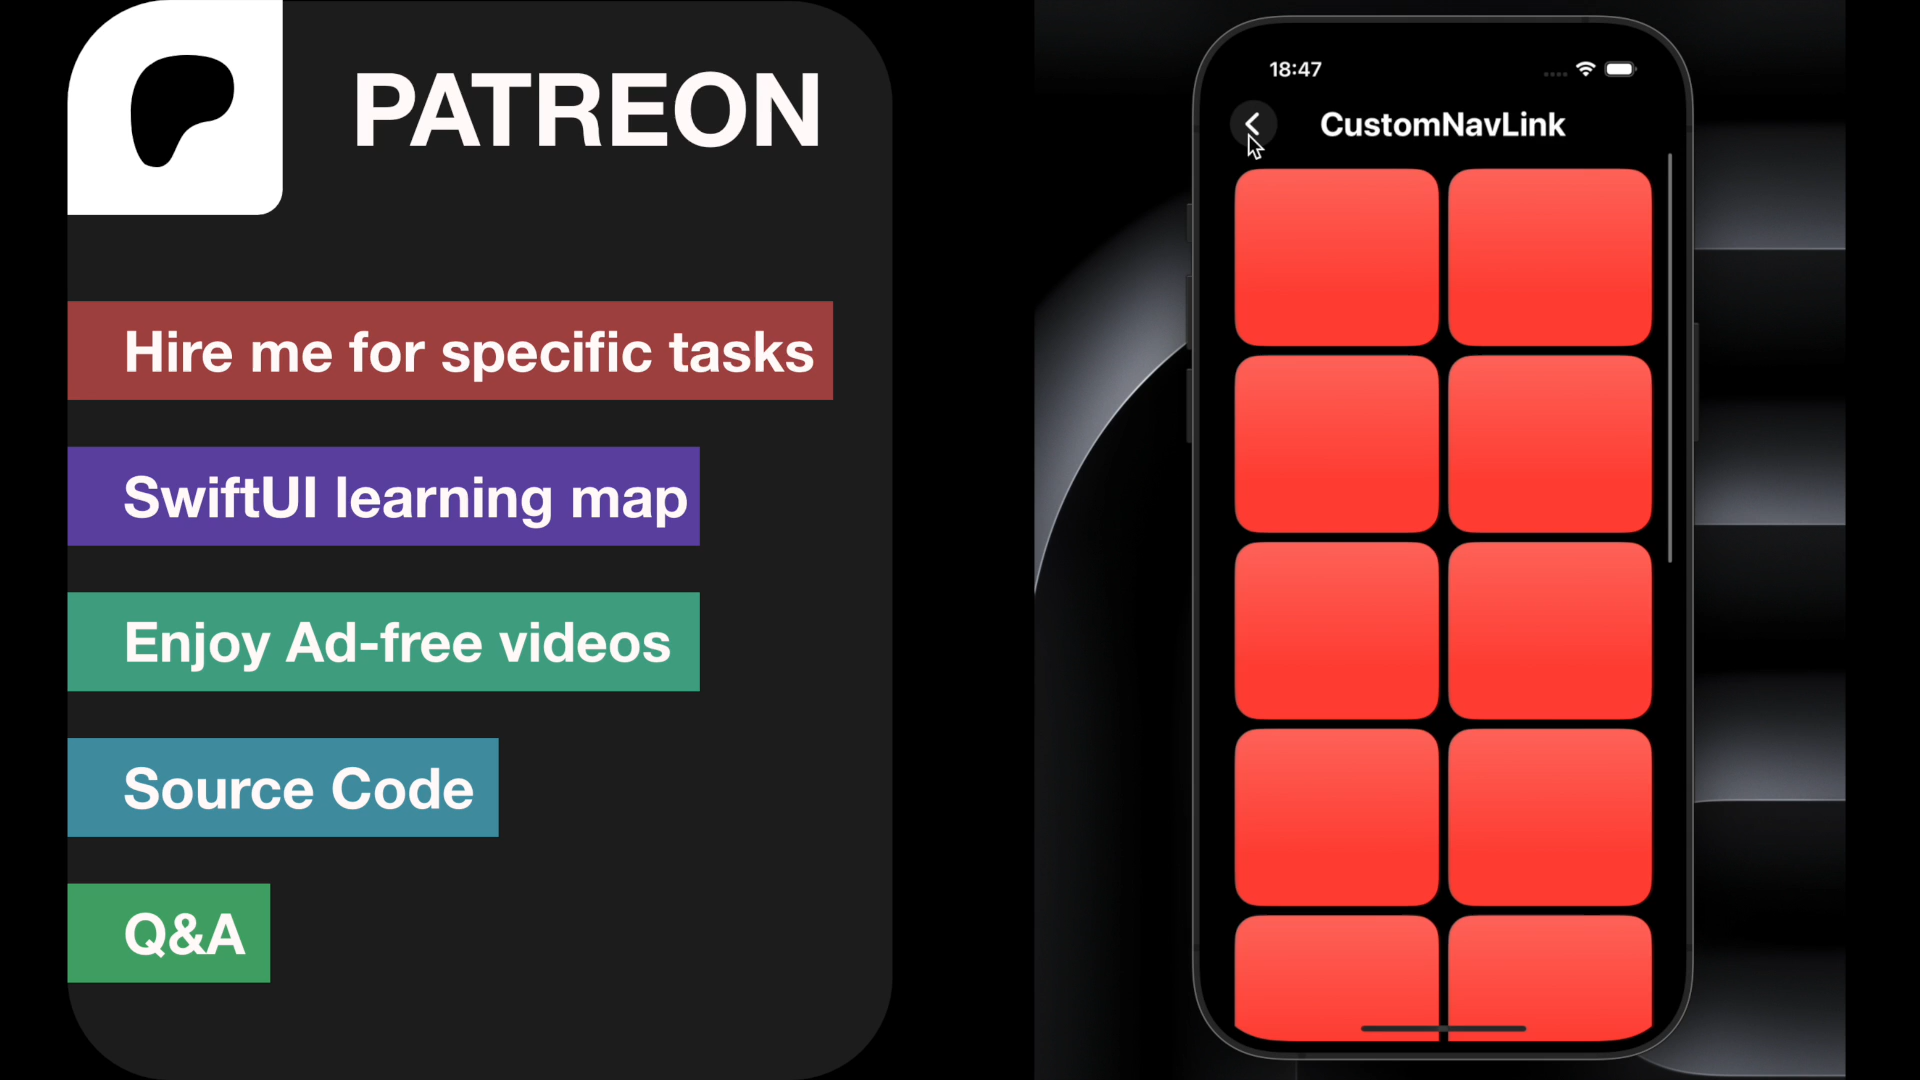 PATREON
Hire me for specific tasks
SwiftUI learning map
Enjoy Ad-free videos
Source Code
Q&A
18:47
CustomNavLink